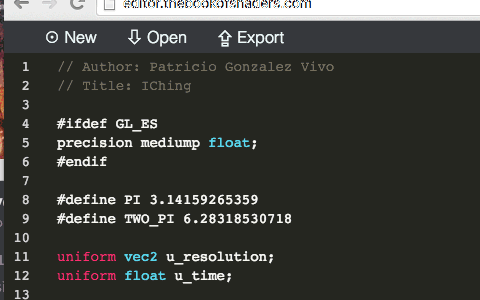 editor.thebookofshaders.com
New Open Export
1 // Author: Patricio Gonzalez Vivo
2 // Title: IChing
3
4 #ifdef GL_ES
5 precision mediump float;
6 #endif
7
8 #define PI 3.14159265359
9 #define TWO_PI 6.28318530718
10
11 uniform vec2 u_resolution;
12 uniform float u_time;
13